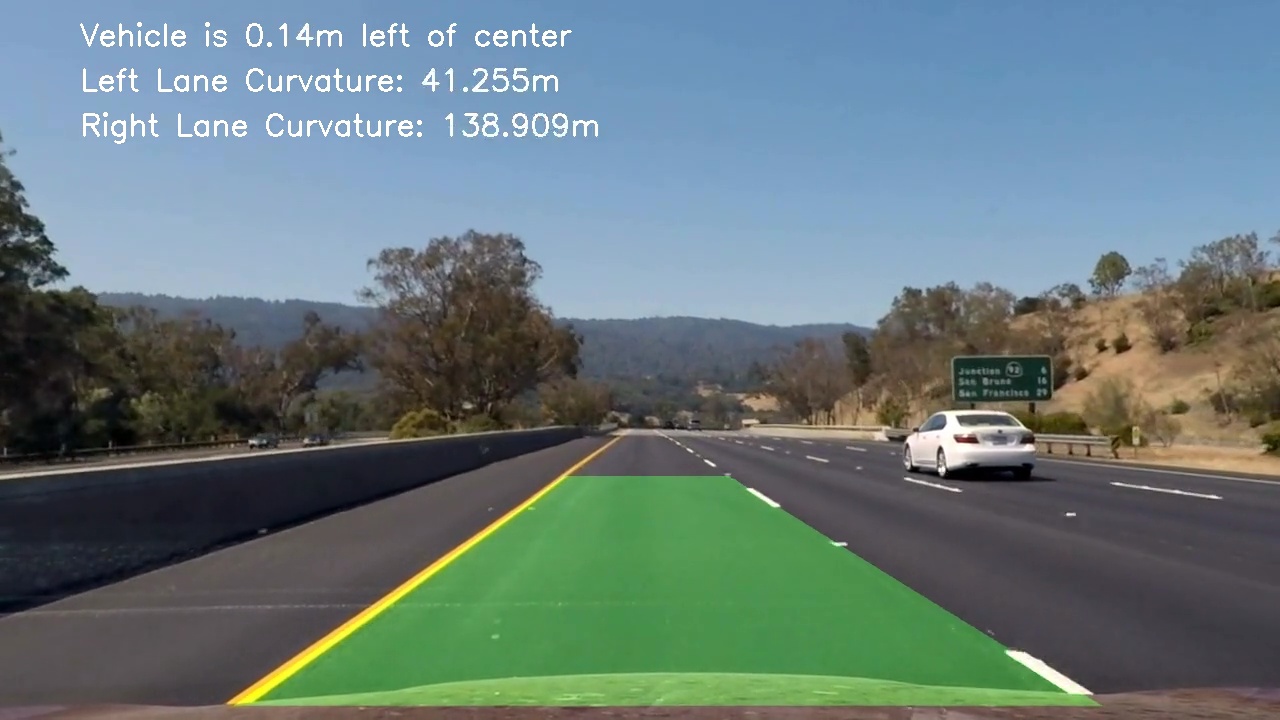 Vehicle is 0.14m left of center
Left Lane Curvature: 41.255m
Right Lane Curvature: 138.909m
Junction 92 6
San Bruno 16
San Francisco 29